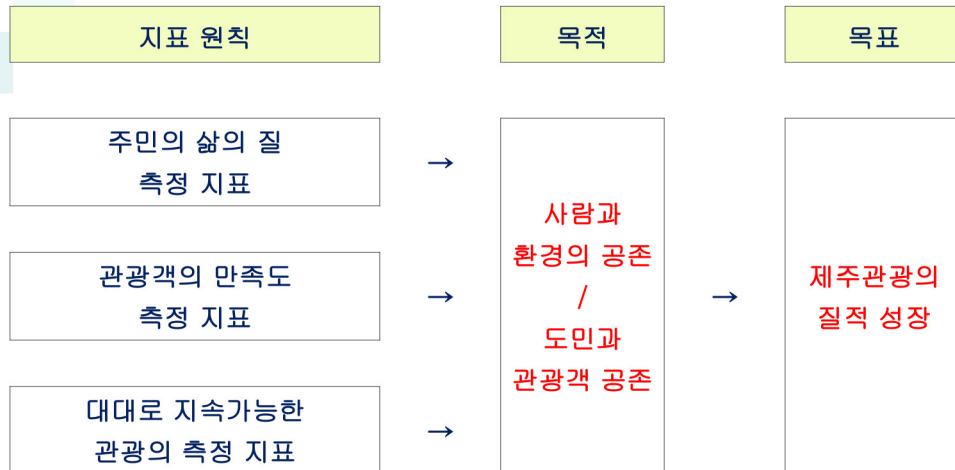 지표 원칙
목적
목표
주민의 삶의 질
측정 지표
→
관광객의 만족도
측정 지표
→
대대로 지속가능한
관광의 측정 지표
→
사람과
환경의 공존
/
도민과
관광객 공존
→
제주관광의
질적 성장